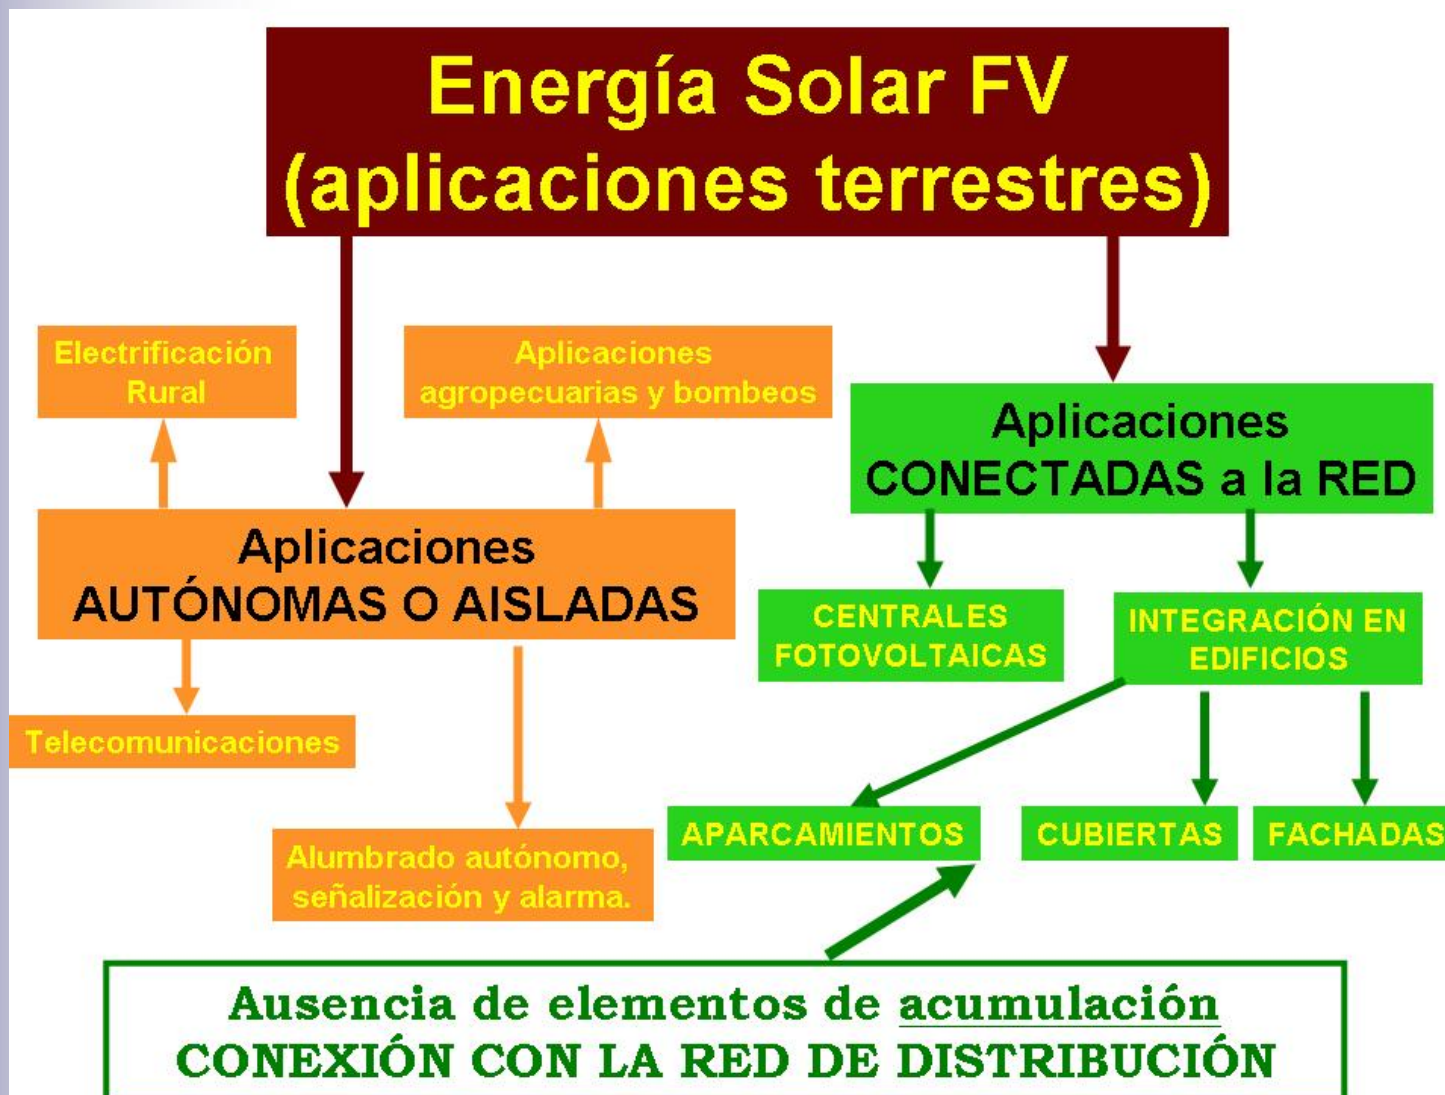 Energía Solar FV
(aplicaciones terrestres)
Electrificación
Rural
Aplicaciones
agropecuarias y bombeos
Aplicaciones
CONECTADAS a la RED
Aplicaciones
AUTÓNOMAS O AISLADAS
CENTRALES
FOTOVOLTAICAS
INTEGRACIÓN EN
EDIFICIOS
Telecomunicaciones
APARCAMIENTOS
CUBIERTAS
FACHADAS
Alumbrado autónomo,
señalización y alarma.
Ausencia de elementos de acumulación
CONEXIÓN CON LA RED DE DISTRIBUCIÓN